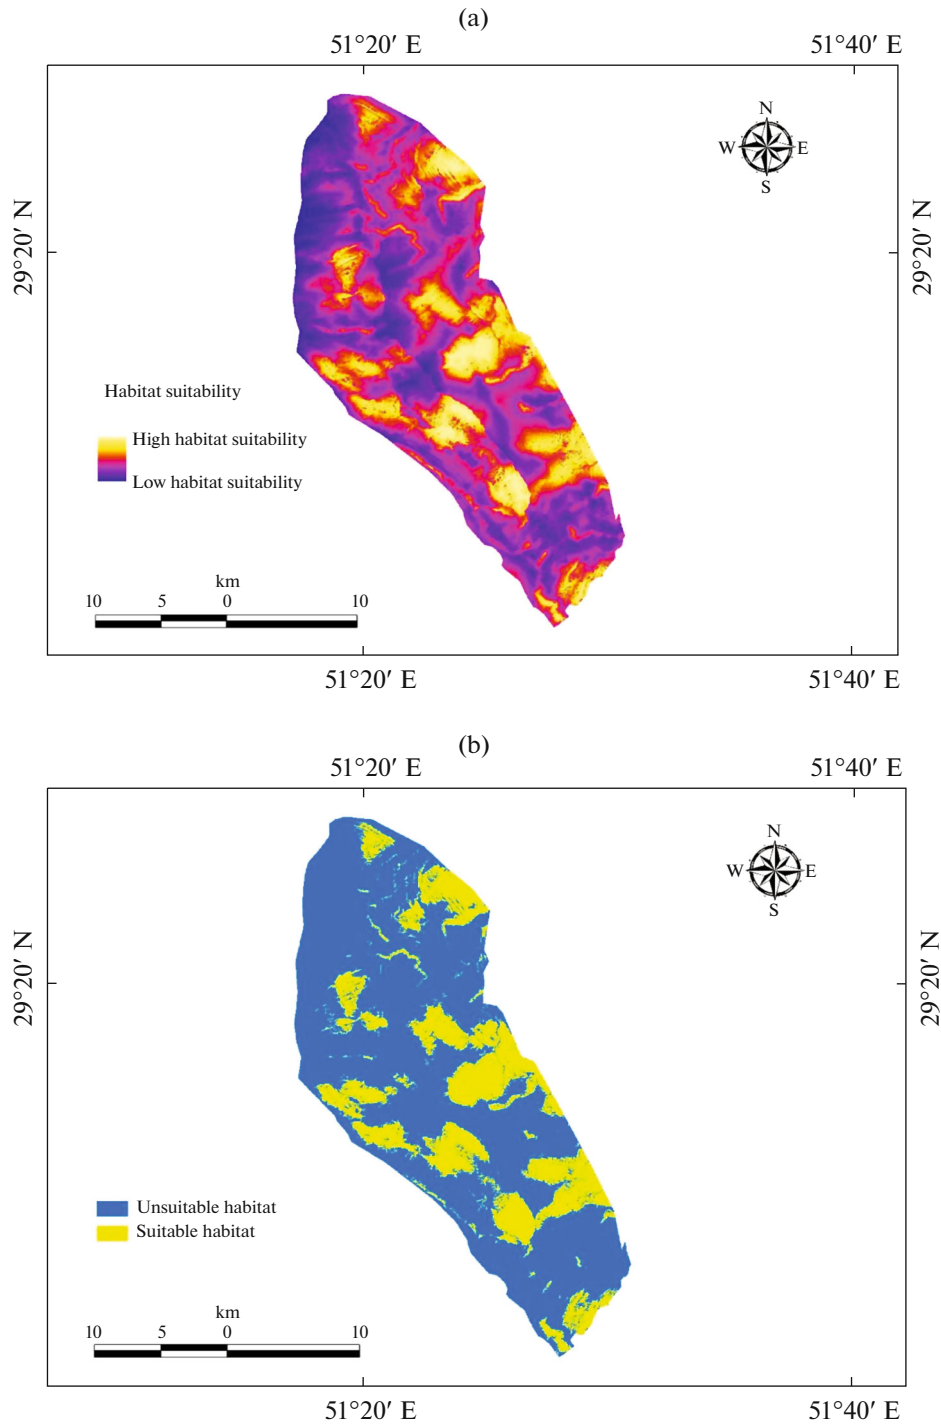 (a)
51°20′ E 51°40′ E
N
W E
S
29°20′ N 29°20′ N
Habitat suitability
High habitat suitability
Low habitat suitability
km
10 5 0 10
51°20′ E 51°40′ E
(b)
51°20′ E 51°40′ E
N
W E
S
29°20′ N 29°20′ N
Unsuitable habitat
Suitable habitat
km
10 5 0 10
51°20′ E 51°40′ E